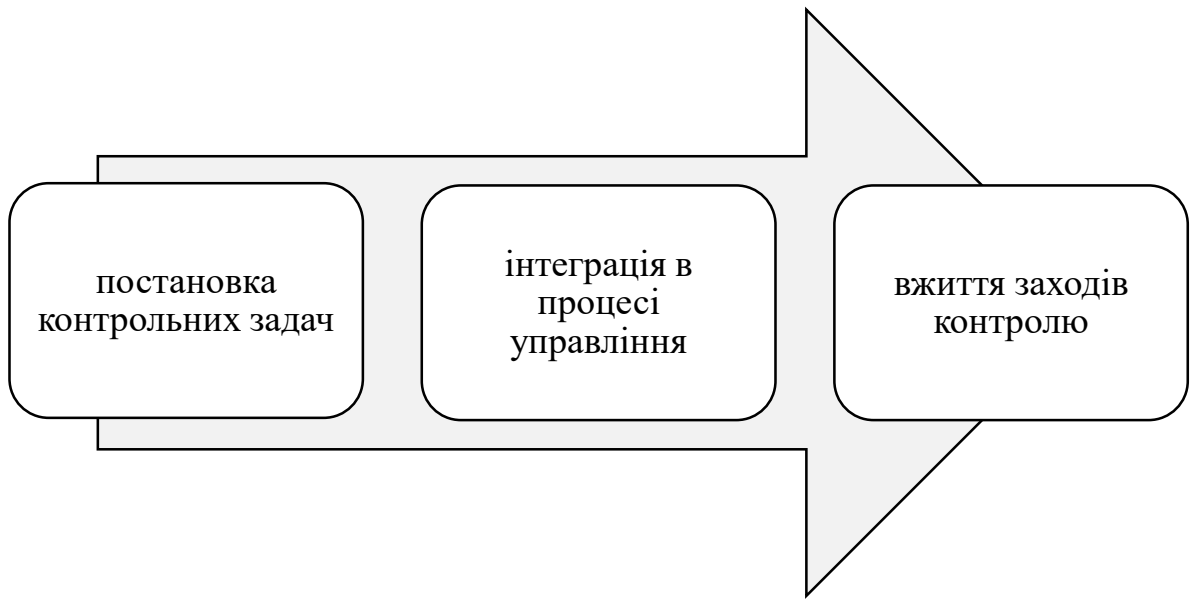 постановка
контрольних задач
інтеграція в
процесі
управління
вжиття заходів
контролю